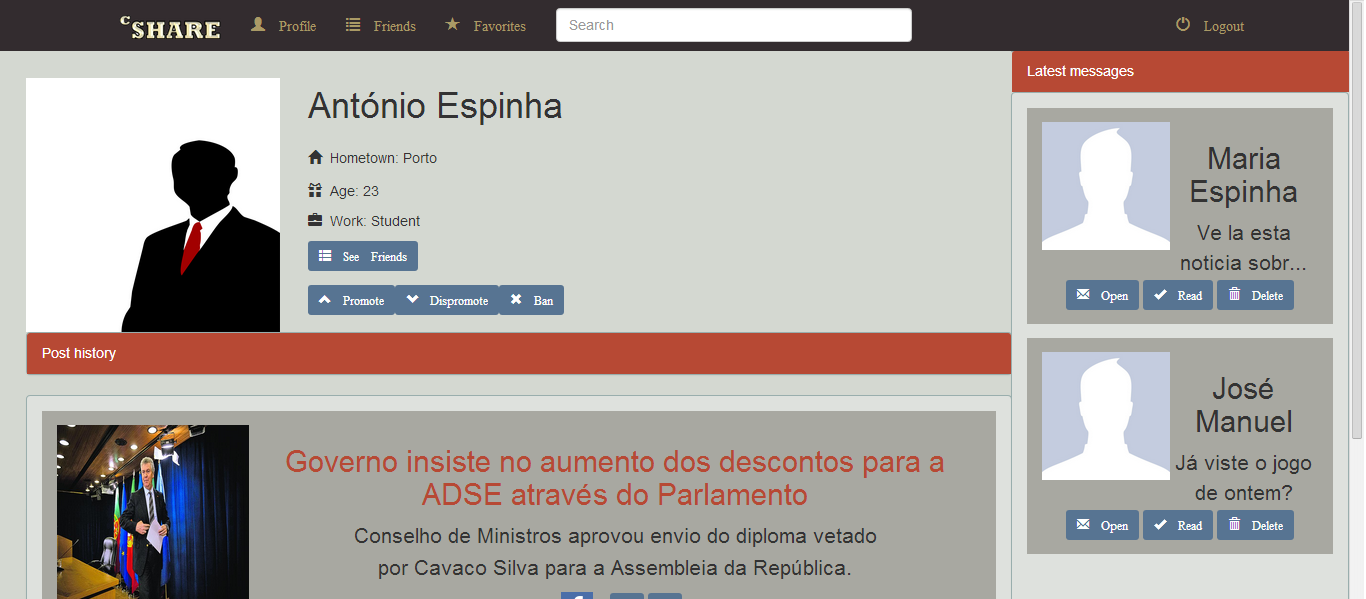 cSHARE Profile Friends Favorites Search Logout
António Espinha
Hometown: Porto
Age: 23
Work: Student
See Friends
Promote Dispromote Ban
Post history
Governo insiste no aumento dos descontos para a
ADSE através do Parlamento
Conselho de Ministros aprovou envio do diploma vetado
por Cavaco Silva para a Assembleia da República.
Latest messages
Maria
Espinha
Ve la esta
noticia sobr...
Open Read Delete
José
Manuel
Já viste o jogo
de ontem?
Open Read Delete